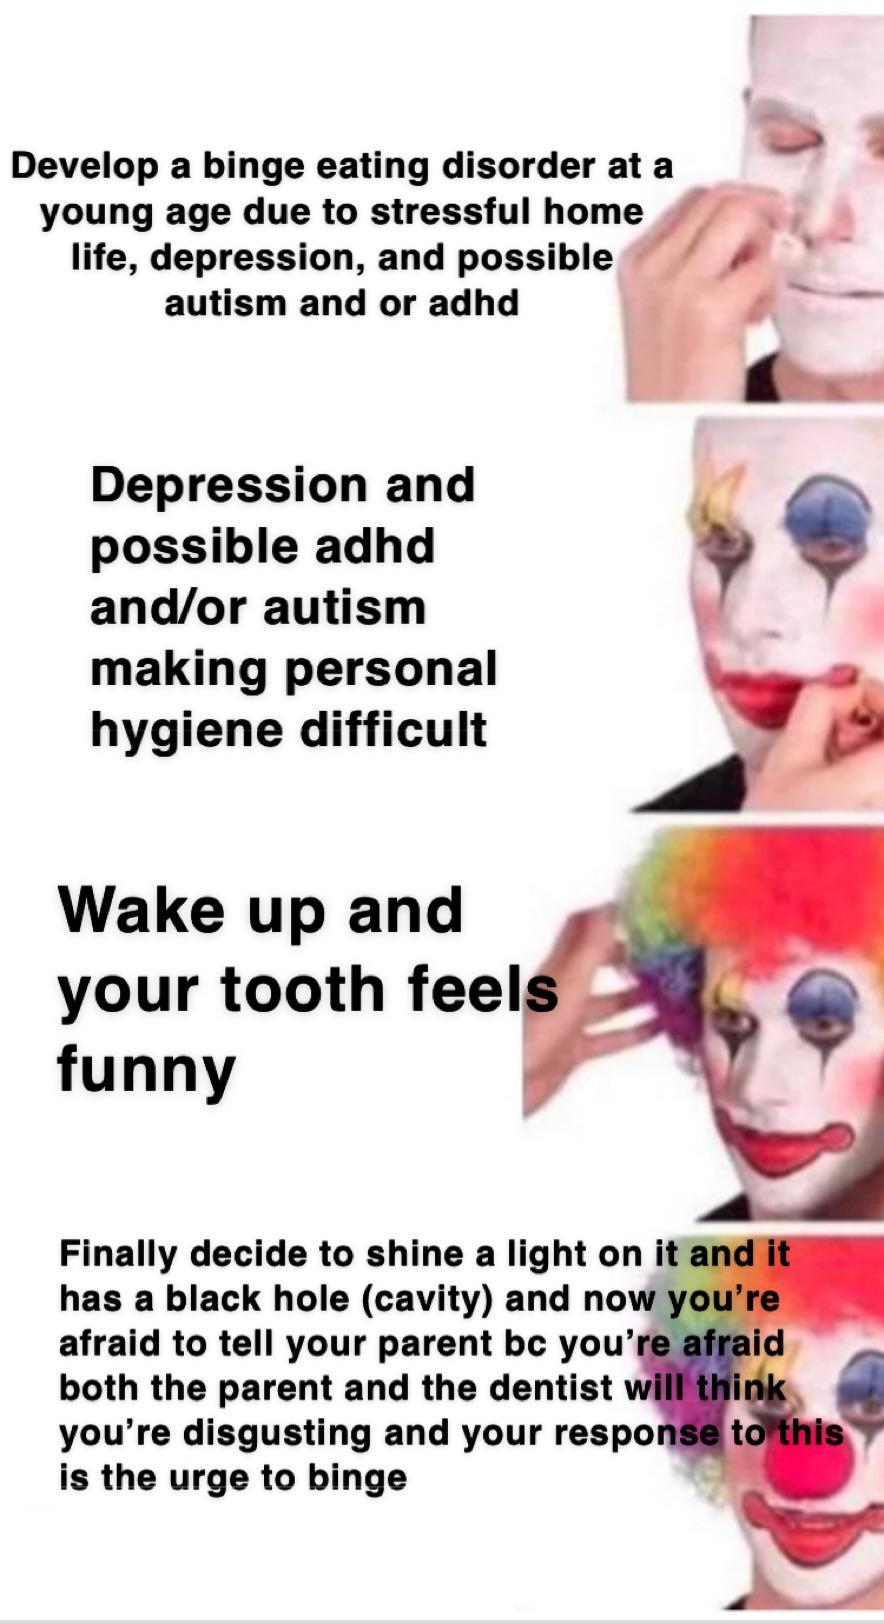 Develop a binge eating disorder at a
young age due to stressful home
life, depression, and possible
autism and or adhd
Depression and
possible adhd
and/or autism
making personal
hygiene difficult
Wake up and
your tooth feels
funny
Finally decide to shine a light on it and it
has a black hole (cavity) and now you’re
afraid to tell your parent bc you’re afraid
both the parent and the dentist will think
you’re disgusting and your response to this
is the urge to binge